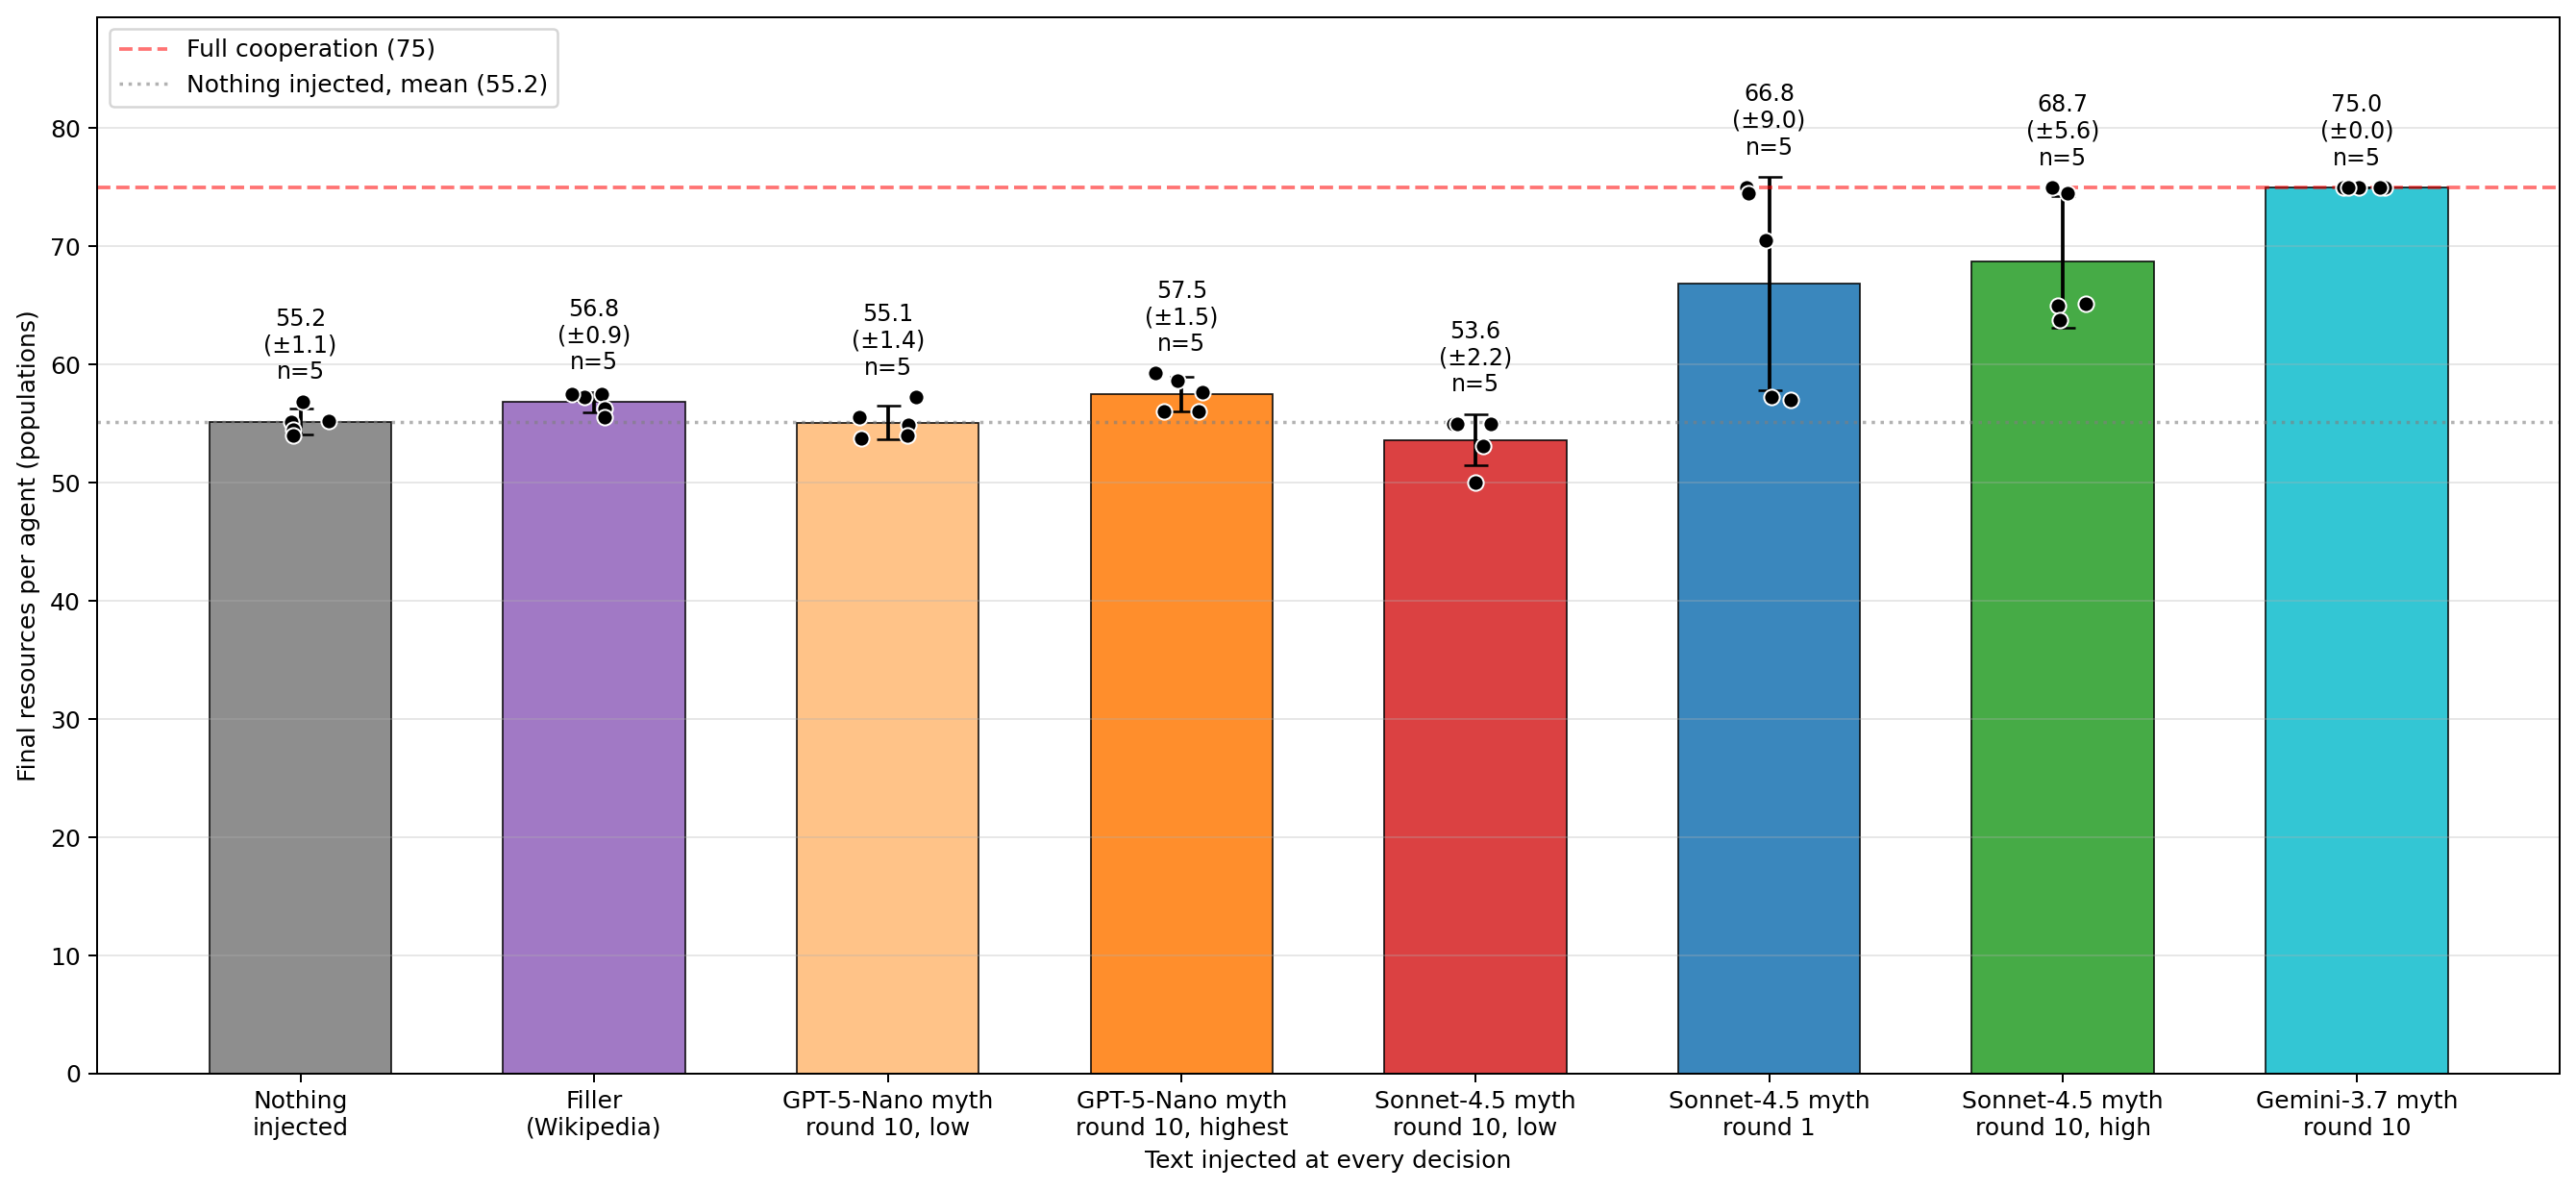 Full cooperation (75)
Nothing injected, mean (55.2)
Final resources per agent (populations)
80
70
60
50
40
30
20
10
0
55.2
(±1.1)
n=5
56.8
(±0.9)
n=5
55.1
(±1.4)
n=5
57.5
(±1.5)
n=5
53.6
(±2.2)
n=5
66.8
(±9.0)
n=5
68.7
(±5.6)
n=5
75.0
(±0.0)
n=5
Nothing
injected
Filler
(Wikipedia)
GPT-5-Nano myth
round 10, low
GPT-5-Nano myth
round 10, highest
Sonnet-4.5 myth
round 10, low
Sonnet-4.5 myth
round 1
Sonnet-4.5 myth
round 10, high
Gemini-3.7 myth
round 10
Text injected at every decision